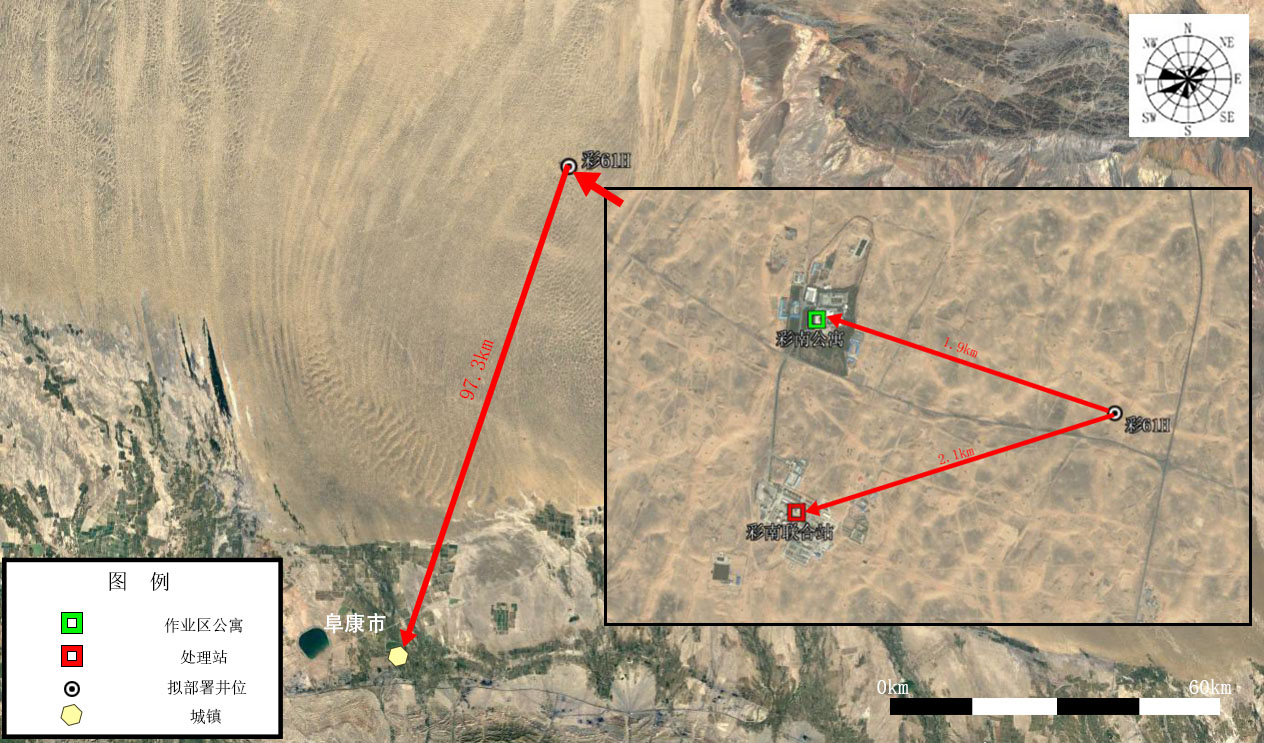 N
NW
NE
W
E
SW
SE
S
彩61H
97.3km
彩南公寓
1.9km
彩61H
2.1km
彩南联合站
阜康市
图 例
作业区公寓
处理站
拟部署井位
城镇
0km
60km